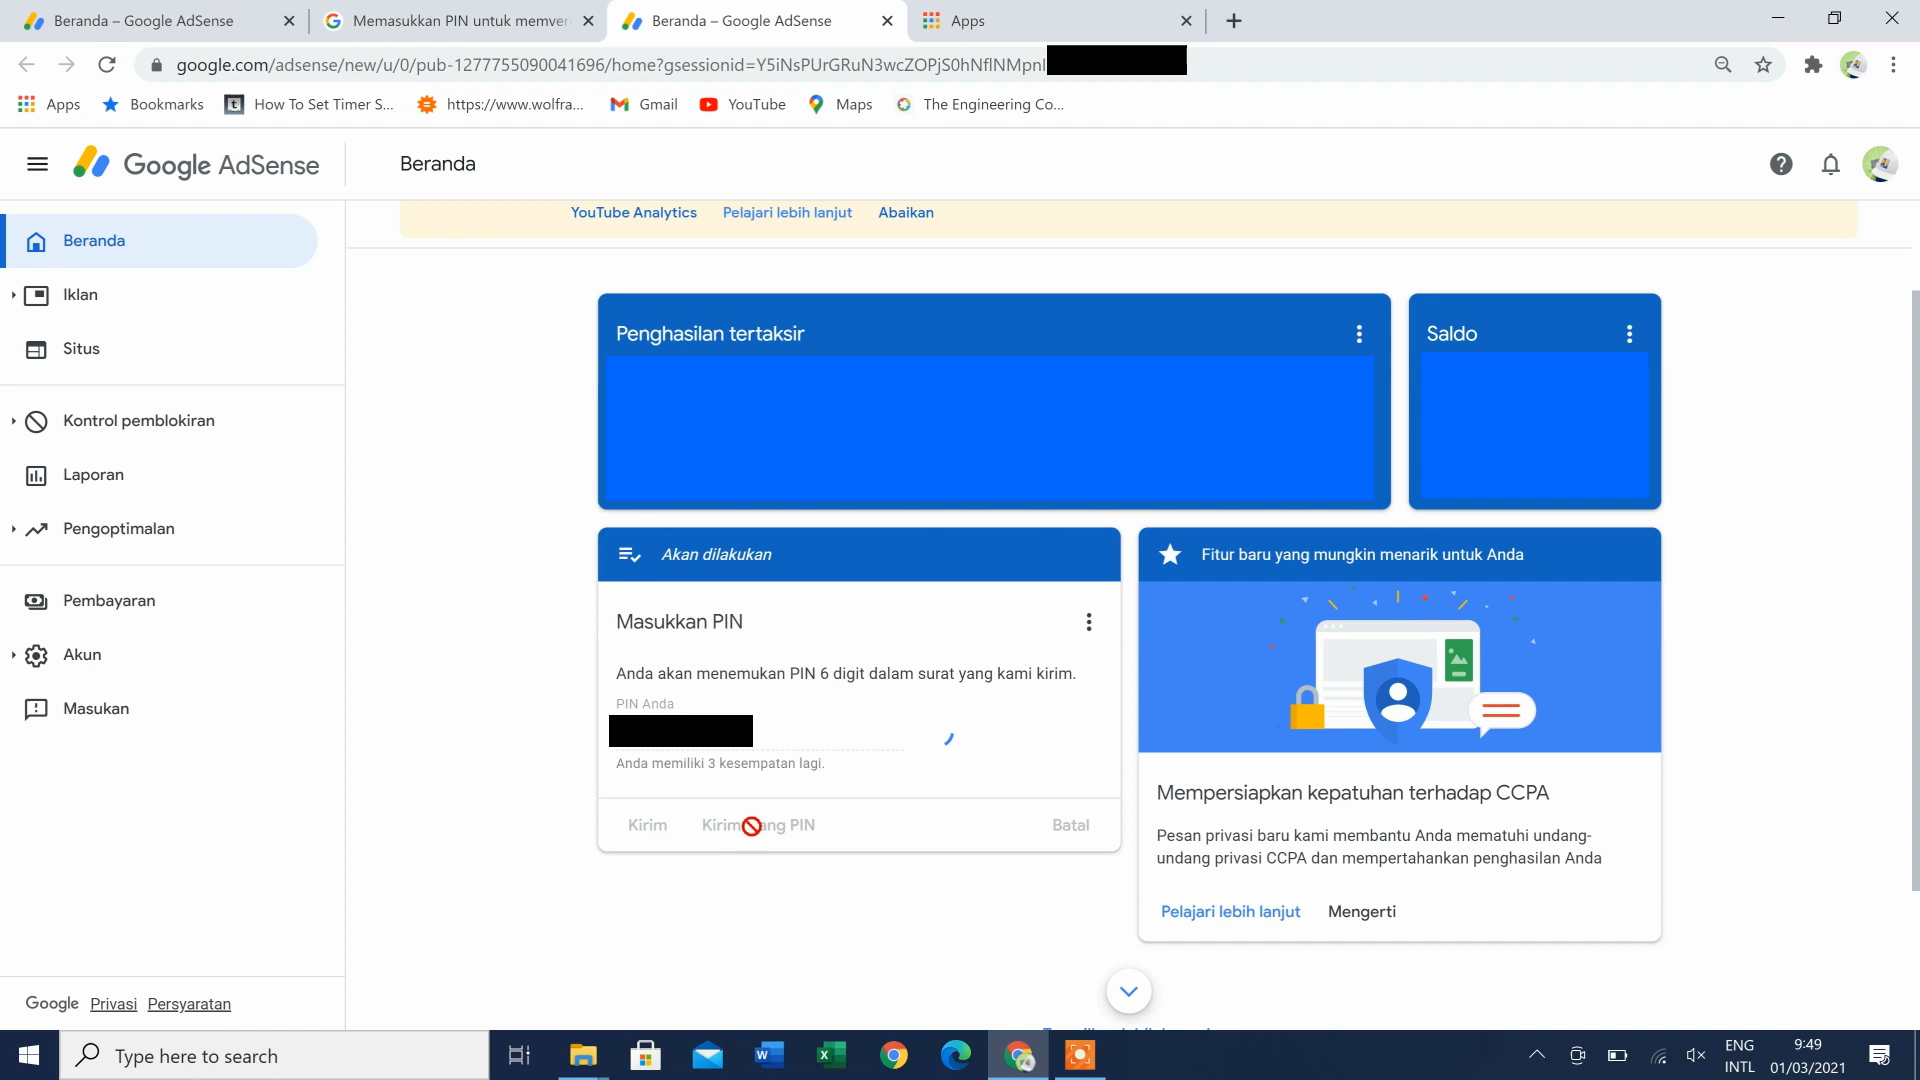 Beranda – Google AdSense
Memasukkan PIN untuk memver
Beranda – Google AdSense
Apps
google.com/adsense/new/u/0/pub-1277755090041696/home?gsessionid=Y5iNsPUrGRuN3wcZOPjS0hNflNMpnI
Apps
Bookmarks
How To Set Timer S...
https://www.wolfra...
Gmail
YouTube
Maps
The Engineering Co...
Google AdSense
Beranda
YouTube Analytics
Pelajari lebih lanjut
Abaikan
Beranda
Iklan
Situs
Kontrol pemblokiran
Laporan
Pengoptimalan
Pembayaran
Akun
Masukan
Google Privasi Persyaratan
Penghasilan tertaksir
Saldo
Akan dilakukan
Masukkan PIN
Anda akan menemukan PIN 6 digit dalam surat yang kami kirim.
PIN Anda
Anda memiliki 3 kesempatan lagi.
Kirim
Kirim ang PIN
Batal
Fitur baru yang mungkin menarik untuk Anda
Mempersiapkan kepatuhan terhadap CCPA
Pesan privasi baru kami membantu Anda mematuhi undang-
undang privasi CCPA dan mempertahankan penghasilan Anda
Pelajari lebih lanjut
Mengerti
Type here to search
ENG
INTL
9:49
01/03/2021